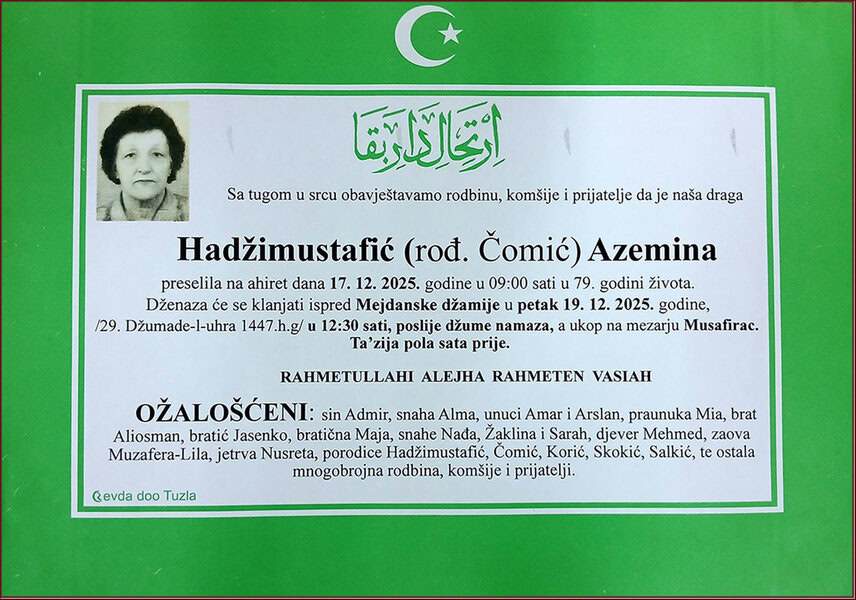 اِرْتِحَالِ دَارِ بَقَا
Sa tugom u srcu obavještavamo rodbinu, komšije i prijatelje da je naša draga
Hadžimustafić (rođ. Čomić) Azemina
preselila na ahiret dana 17. 12. 2025. godine u 09:00 sati u 79. godini života.
Dženaza će se klanjati ispred Mejdanske džamije u petak 19. 12. 2025. godine,
/29. Džumade-l-uhra 1447.h.g/ u 12:30 sati, poslije džume namaza, a ukop na mezarju Musafirac.
Ta'zija pola sata prije.
RAHMETULLAHI ALEJHA RAHMETEN VASIAH
OŽALOŠĆENI: sin Admir, snaha Alma, unuci Amar i Arslan, praunuka Mia, brat
Aliosman, bratić Jasenko, bratična Maja, snahe Nađa, Žaklina i Sarah, djever Mehmed, zaova
Muzafera-Lila, jetrva Nusreta, porodice Hadžimustafić, Čomić, Korić, Skokić, Salkić, te ostala
mnogobrojna rodbina, komšije i prijatelji.
evda doo Tuzla